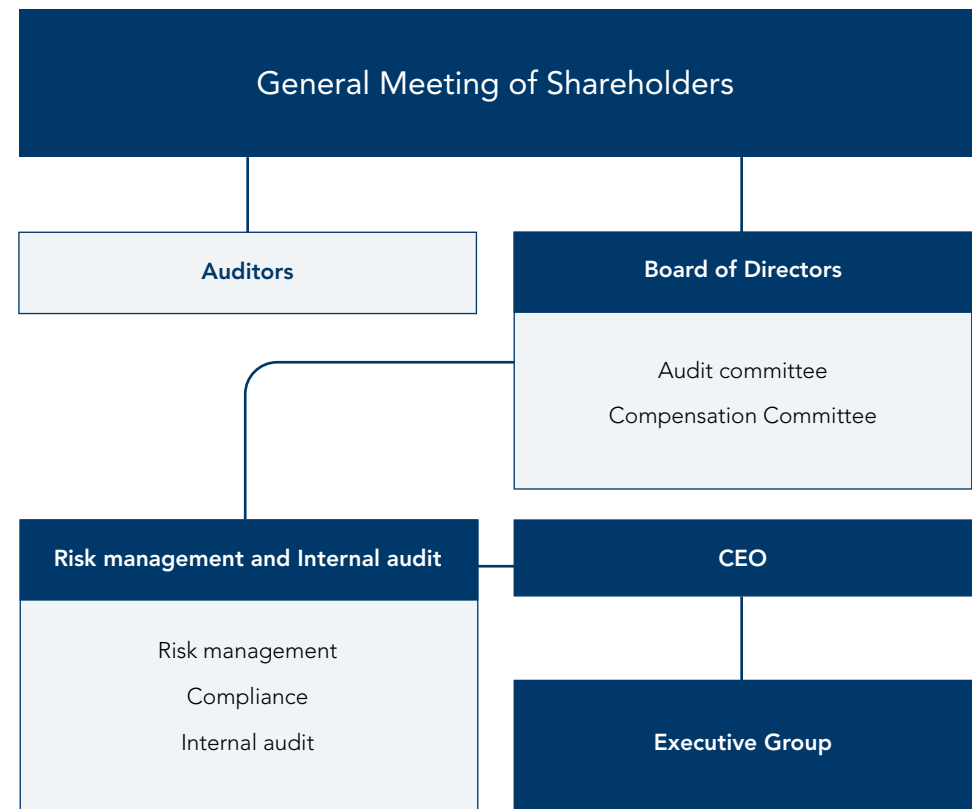 General Meeting of Shareholders
Auditors
Board of Directors
Audit committee
Compensation Committee
Risk management and Internal audit
Risk management
Compliance
Internal audit
CEO
Executive Group